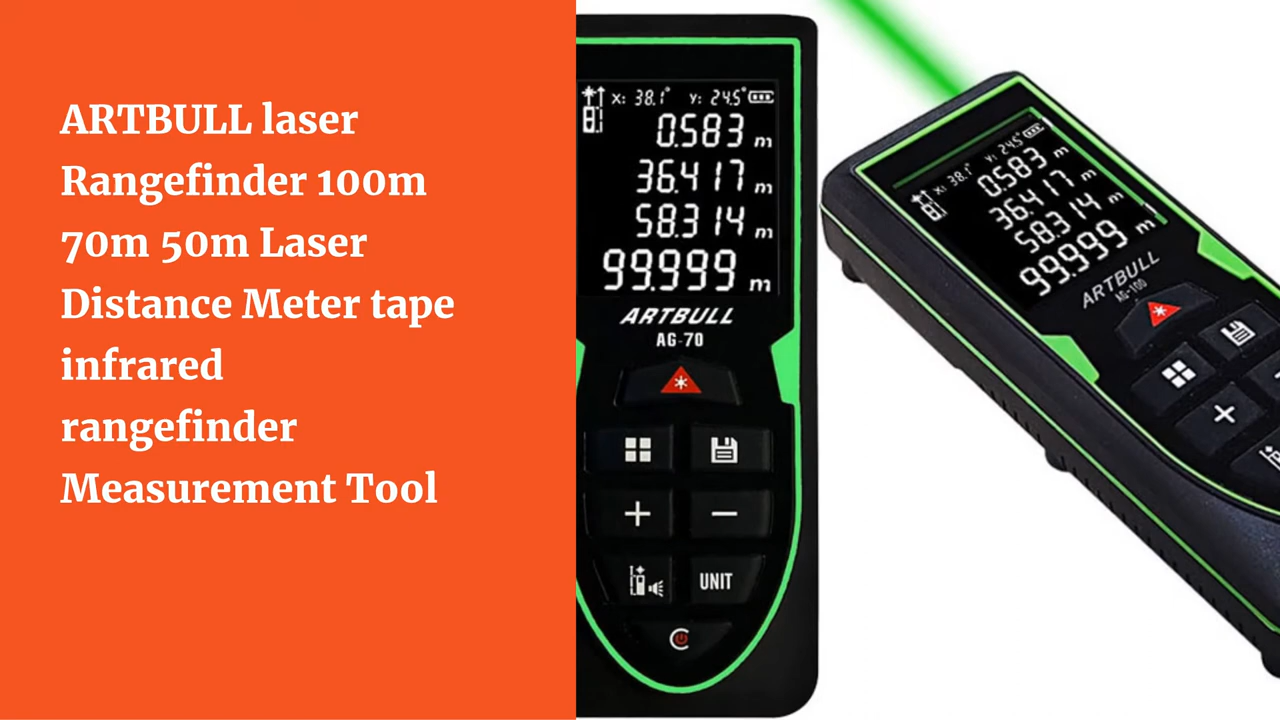 ARTBULL laser
Rangefinder 100m
70m 50m Laser
Distance Meter tape
infrared
rangefinder
Measurement Tool
X: 38.1° Y: 24.5°
0.583 m
36.417 m
58.314 m
99.999 m
ARTBULL
AG-70
UNIT
X: 38.1° Y: 24.5°
0.583 m
36.417 m
58.314 m
99.999 m
ARTBULL
AG-100